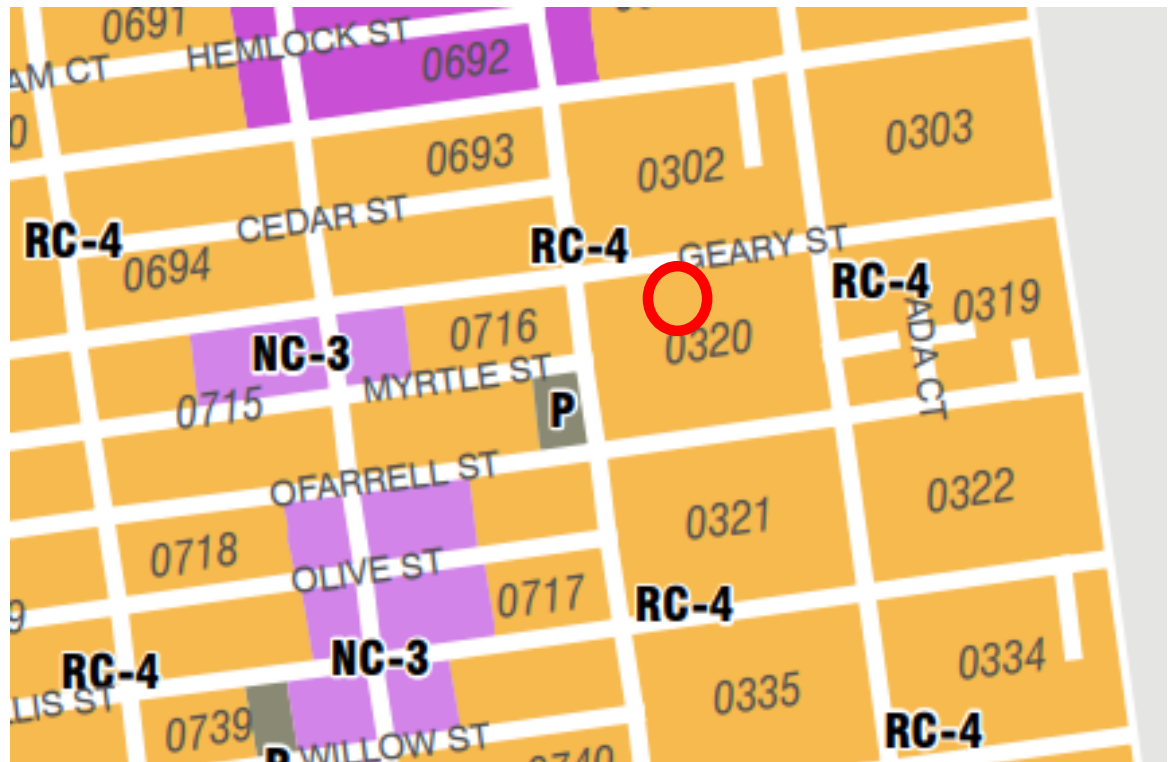 0691
HEMLOCK ST
0692
AM CT
0693
0302
0303
CEDAR ST
RC-4
0694
RC-4
GEARY ST
RC-4
0319
ADA CT
NC-3
0716
0320
MYRTLE ST
0715
P
OFARRELL ST
0321
0322
0718
OLIVE ST
0717
RC-4
NC-3
RC-4
LIS ST
0334
0335
0739
RC-4
WILLOW ST
P
0740